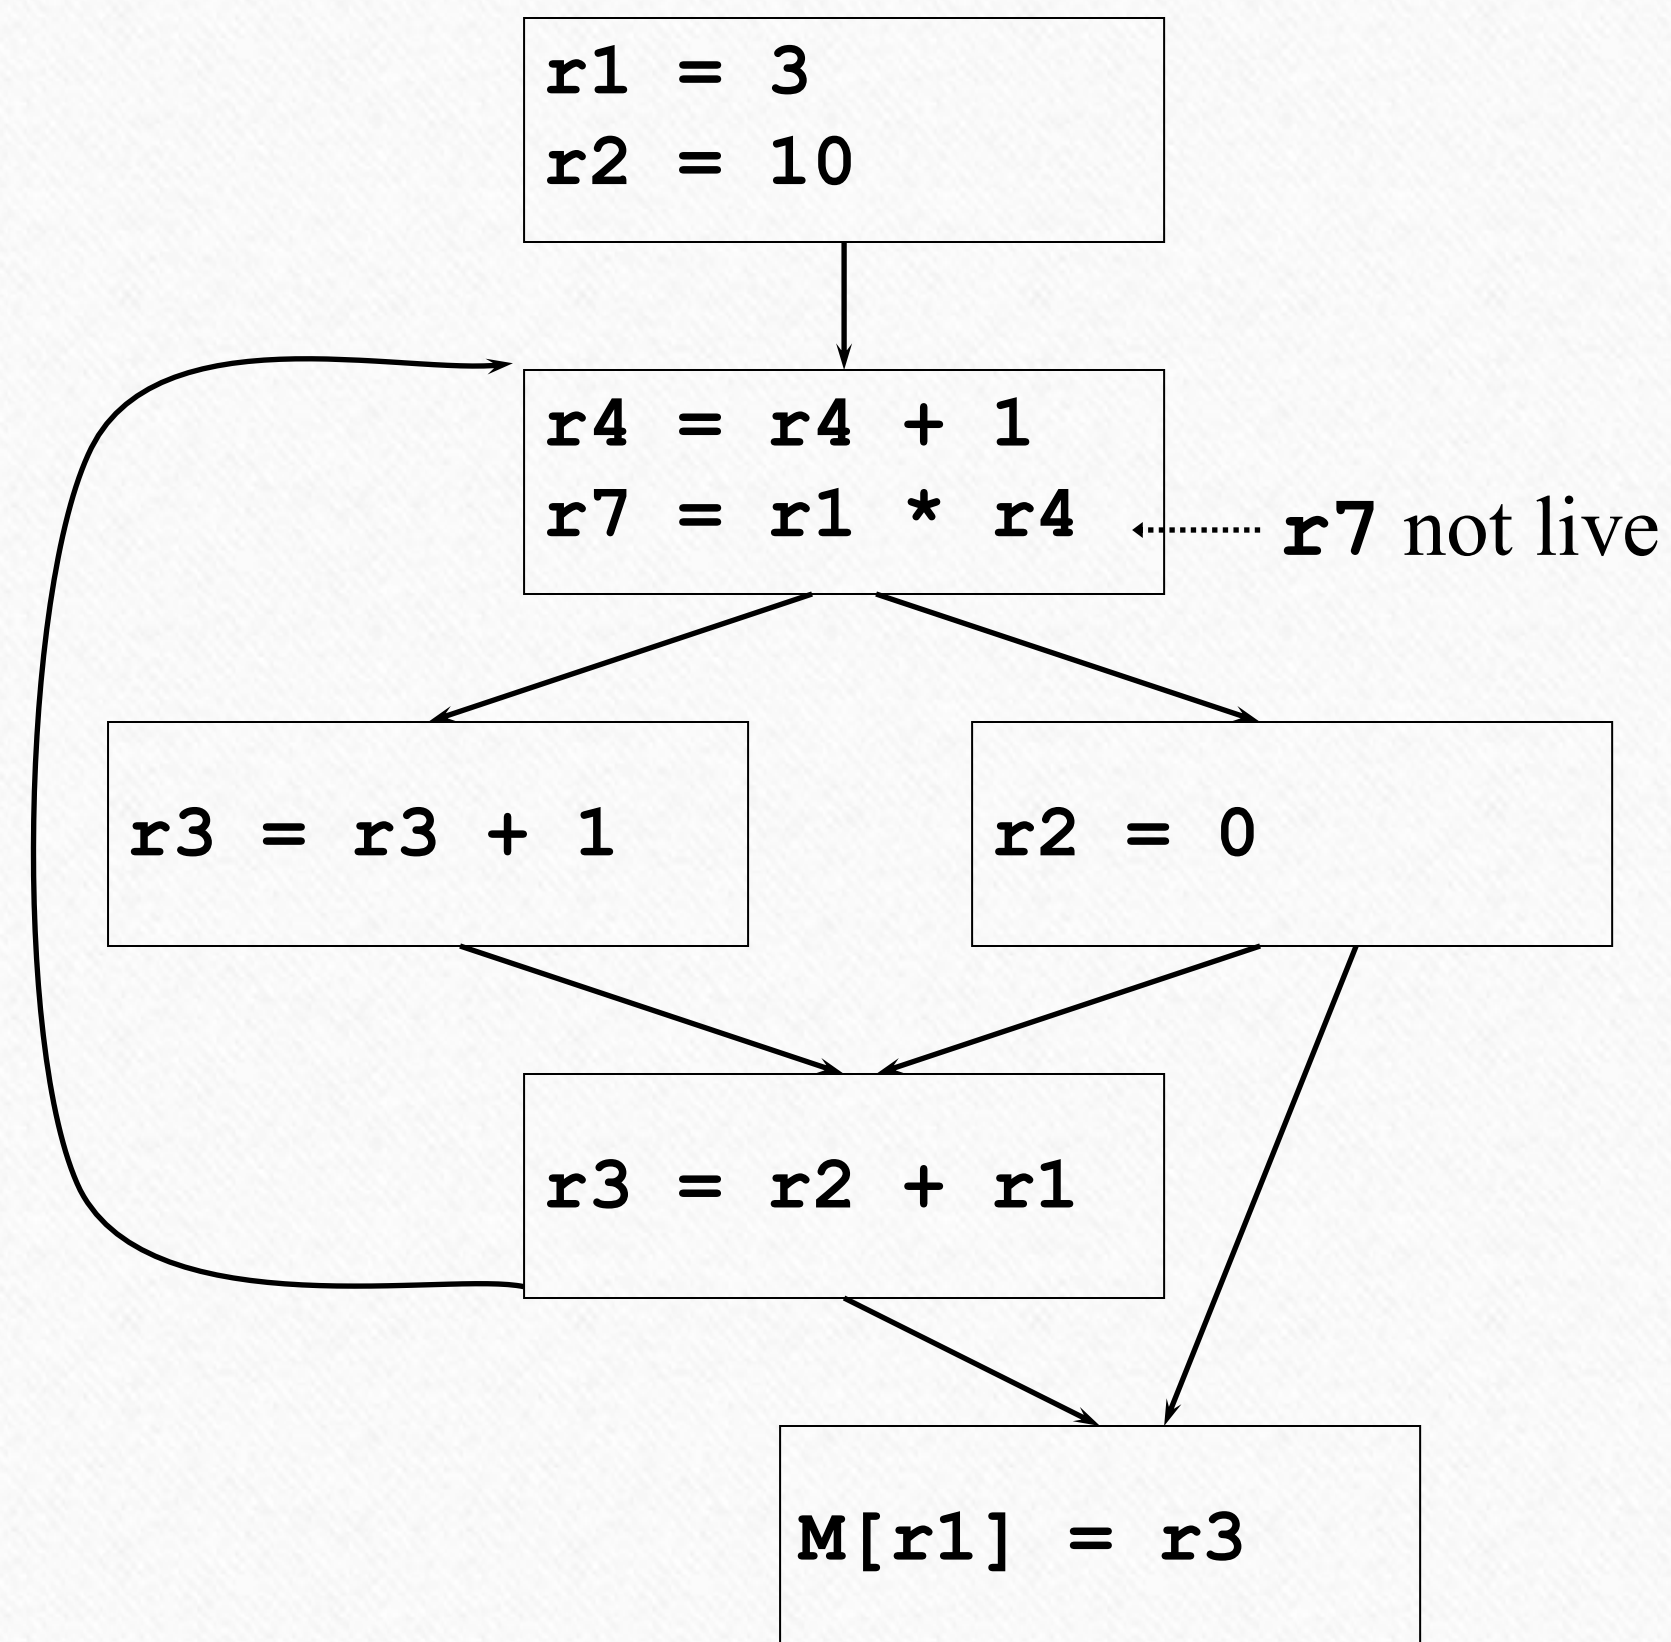 r1 = 3
r2 = 10
r4 = r4 + 1
r7 = r1 * r4
r7 not live
r3 = r3 + 1
r2 = 0
r3 = r2 + r1
M[r1] = r3